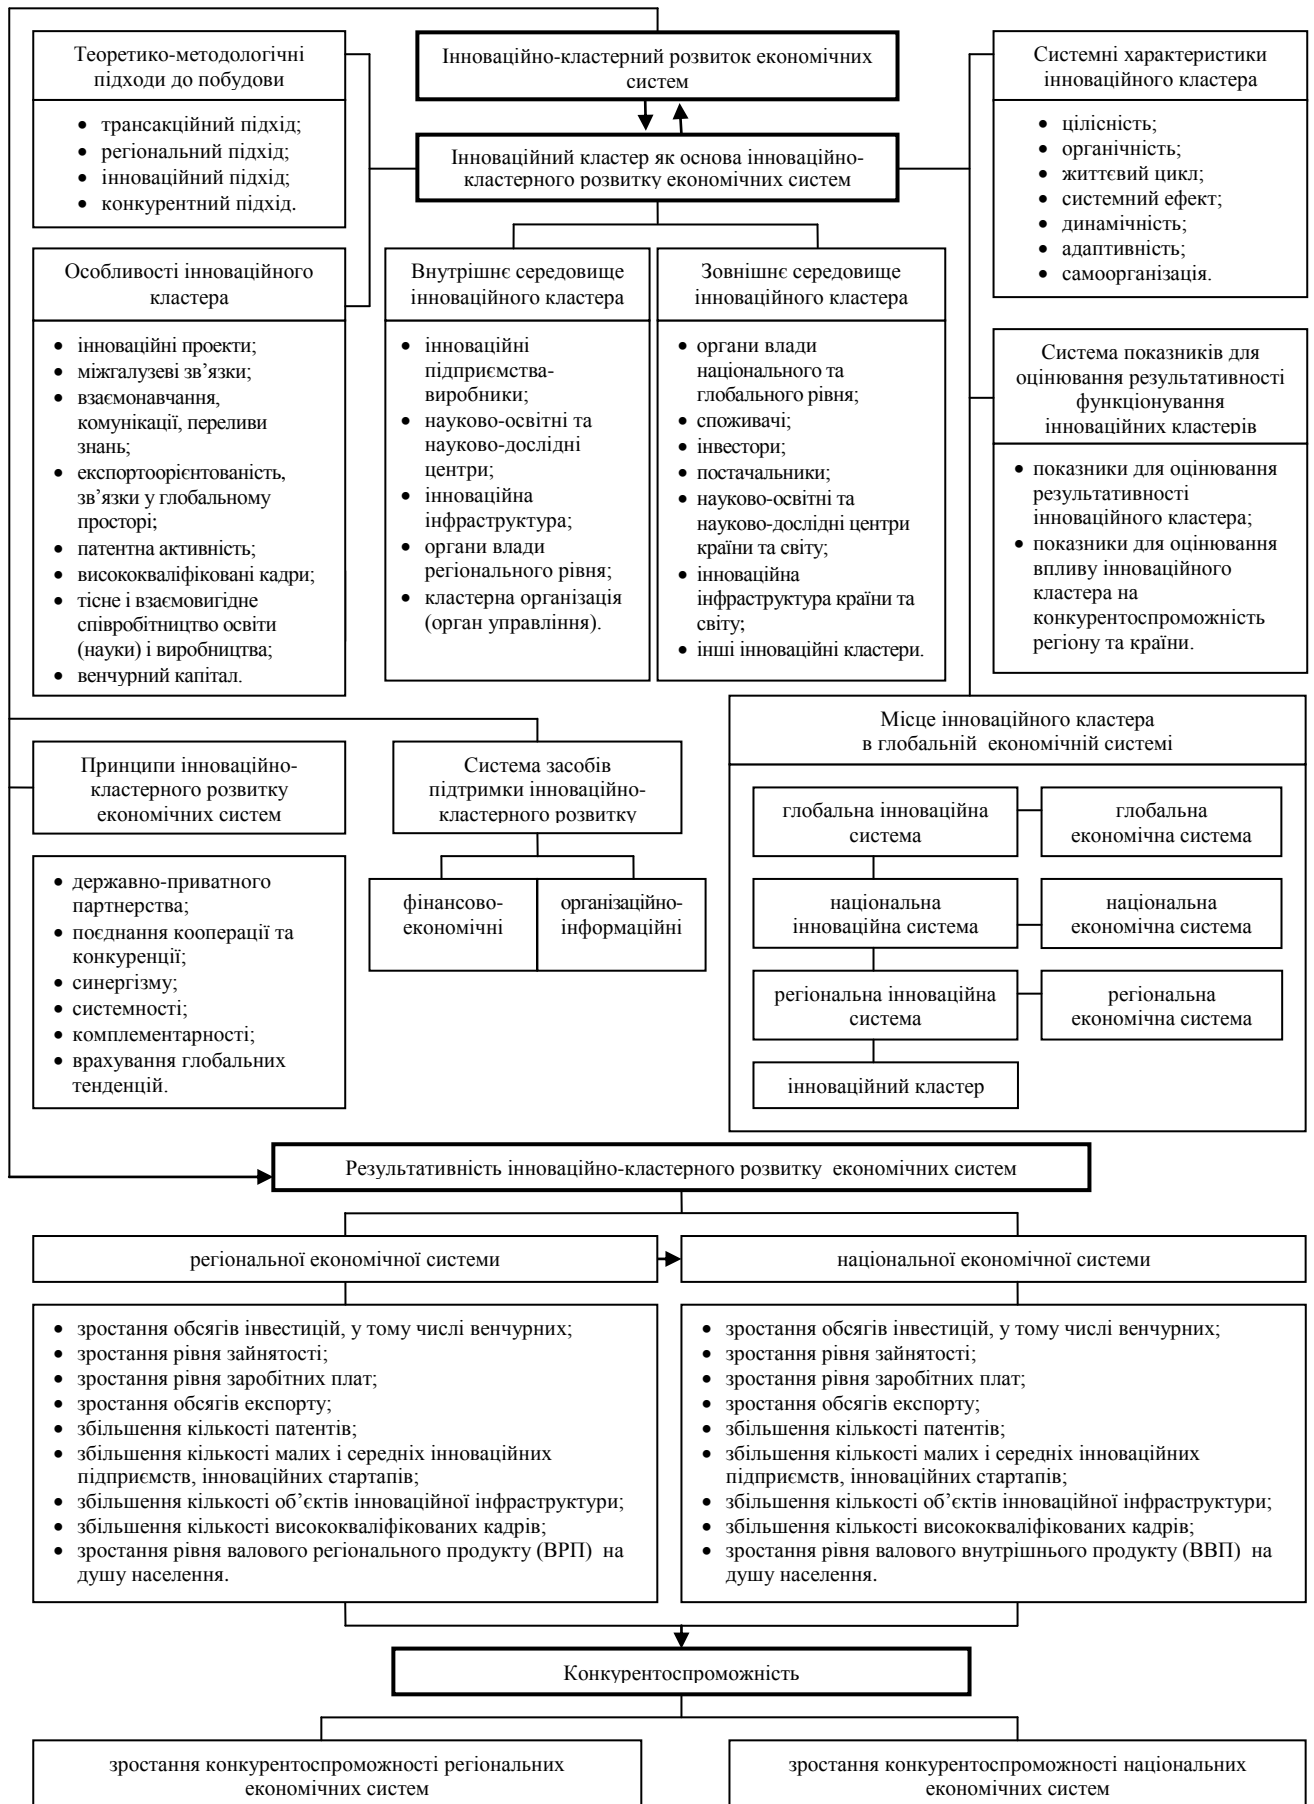 Теоретико-методологічні
підходи до побудови
• трансакційний підхід;
• регіональний підхід;
• інноваційний підхід;
• конкурентний підхід.
Інноваційно-кластерний розвиток економічних
систем
Інноваційний кластер як основа інноваційно-
кластерного розвитку економічних систем
Системні характеристики
інноваційного кластера
• цілісність;
• органічність;
• життєвий цикл;
• системний ефект;
• динамічність;
• адаптивність;
• самоорганізація.
Особливості інноваційного
кластера
• інноваційні проекти;
• міжгалузеві зв’язки;
• взаємонавчання,
комунікації, переливи
знань;
• експортоорієнтованість,
зв’язки у глобальному
просторі;
• патентна активність;
• висококваліфіковані кадри;
• тісне і взаємовигідне
співробітництво освіти
(науки) і виробництва;
• венчурний капітал.
Внутрішнє середовище
інноваційного кластера
• інноваційні
підприємства-
виробники;
• науково-освітні та
науково-дослідні
центри;
• інноваційна
інфраструктура;
• органи влади
регіонального рівня;
• кластерна організація
(орган управління).
Зовнішнє середовище
інноваційного кластера
• органи влади
національного та
глобального рівня;
• споживачі;
• інвестори;
• постачальники;
• науково-освітні та
науково-дослідні центри
країни та світу;
• інноваційна
інфраструктура країни та
світу;
• інші інноваційні кластери.
Система показників для
оцінювання результативності
функціонування
інноваційних кластерів
• показники для оцінювання
результативності
інноваційного кластера;
• показники для оцінювання
впливу інноваційного
кластера на
конкурентоспроможність
регіону та країни.
Принципи інноваційно-
кластерного розвитку
економічних систем
• державно-приватного
партнерства;
• поєднання кооперації та
конкуренції;
• синергізму;
• системності;
• комплементарності;
• врахування глобальних
тенденцій.
Система засобів
підтримки інноваційно-
кластерного розвитку
фінансово-
економічні
організаційно-
інформаційні
Місце інноваційного кластера
в глобальній економічній системі
глобальна інноваційна
система
глобальна
економічна система
національна
інноваційна система
національна
економічна система
регіональна інноваційна
система
регіональна
економічна система
інноваційний кластер
Результативність інноваційно-кластерного розвитку економічних систем
регіональної економічної системи
національної економічної системи
• зростання обсягів інвестицій, у тому числі венчурних;
• зростання рівня зайнятості;
• зростання рівня заробітних плат;
• зростання обсягів експорту;
• збільшення кількості патентів;
• збільшення кількості малих і середніх інноваційних
підприємств, інноваційних стартапів;
• збільшення кількості об’єктів інноваційної інфраструктури;
• збільшення кількості висококваліфікованих кадрів;
• зростання рівня валового регіонального продукту (ВРП) на
душу населення.
• зростання обсягів інвестицій, у тому числі венчурних;
• зростання рівня зайнятості;
• зростання рівня заробітних плат;
• зростання обсягів експорту;
• збільшення кількості патентів;
• збільшення кількості малих і середніх інноваційних
підприємств, інноваційних стартапів;
• збільшення кількості об’єктів інноваційної інфраструктури;
• збільшення кількості висококваліфікованих кадрів;
• зростання рівня валового внутрішнього продукту (ВВП) на
душу населення.
Конкурентоспроможність
зростання конкурентоспроможності регіональних
економічних систем
зростання конкурентоспроможності національних
економічних систем